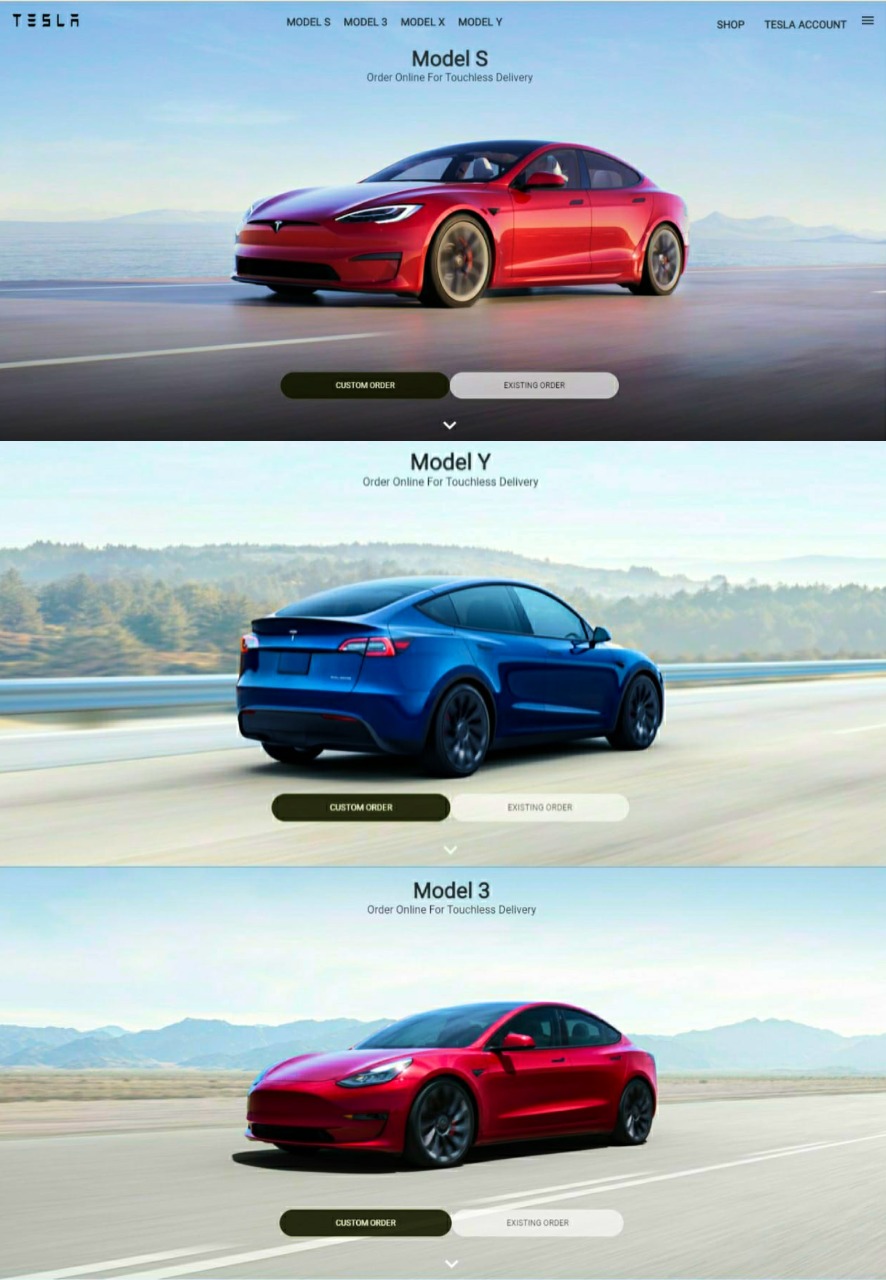 TESLA
MODEL S MODEL 3 MODEL X MODEL Y
SHOP TESLA ACCOUNT
Model S
Order Online For Touchless Delivery
CUSTOM ORDER EXISTING ORDER
Model Y
Order Online For Touchless Delivery
CUSTOM ORDER EXISTING ORDER
Model 3
Order Online For Touchless Delivery
CUSTOM ORDER EXISTING ORDER